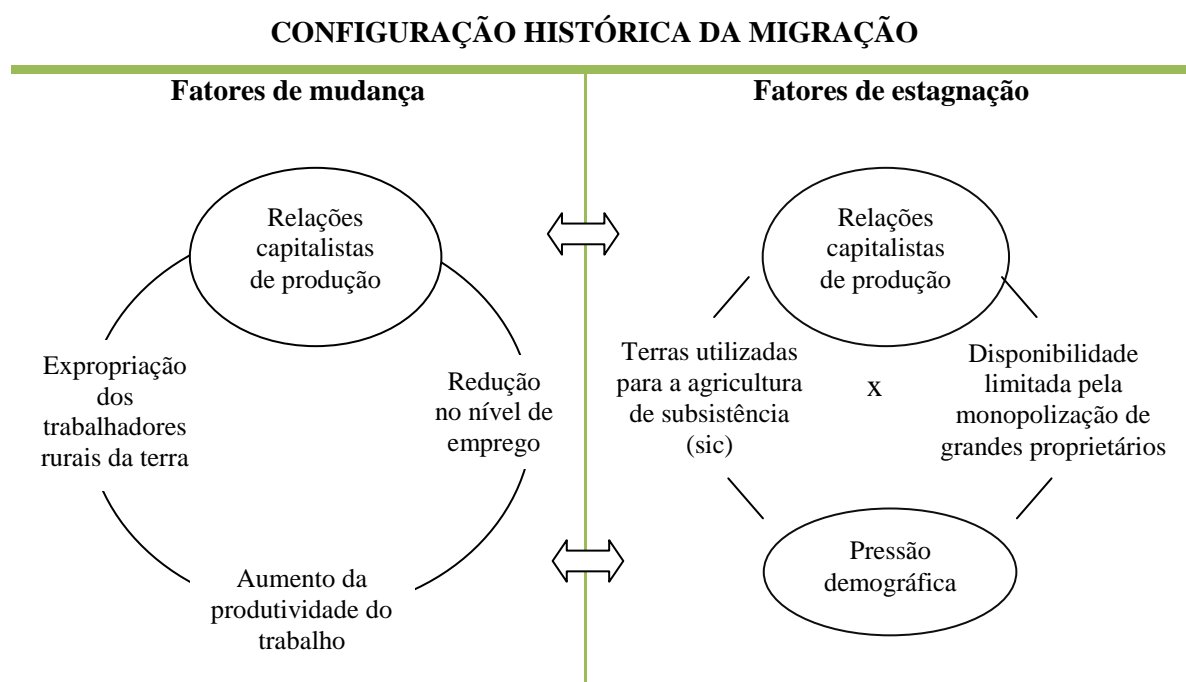 CONFIGURAÇÃO HISTÓRICA DA MIGRAÇÃO
Fatores de mudança
Relações
capitalistas
de produção
Expropriação
dos
trabalhadores
rurais da terra
Redução
no nível de
emprego
Aumento da
produtividade do
trabalho
Fatores de estagnação
Relações
capitalistas
de produção
Terras utilizadas
para a agricultura
de subsistência
(sic)
x
Disponibilidade
limitada pela
monopolização de
grandes proprietários
Pressão
demográfica